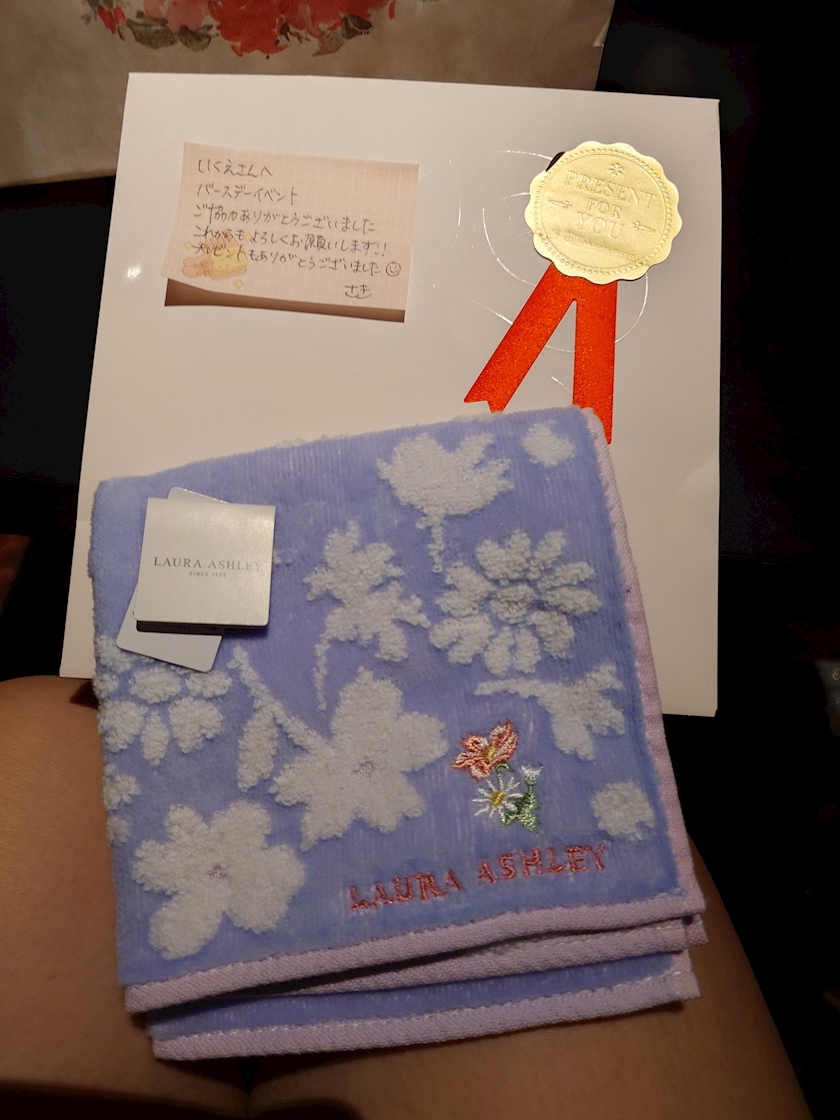 いくえさんへ
バースデーイベント
ご協力ありがとうございました
これからもよろしくお願いします!!
プレゼントもありがとうございました
さき
PRESENT
FOR
YOU
LAURA ASHLEY
SINCE 1953
LAURA ASHLEY